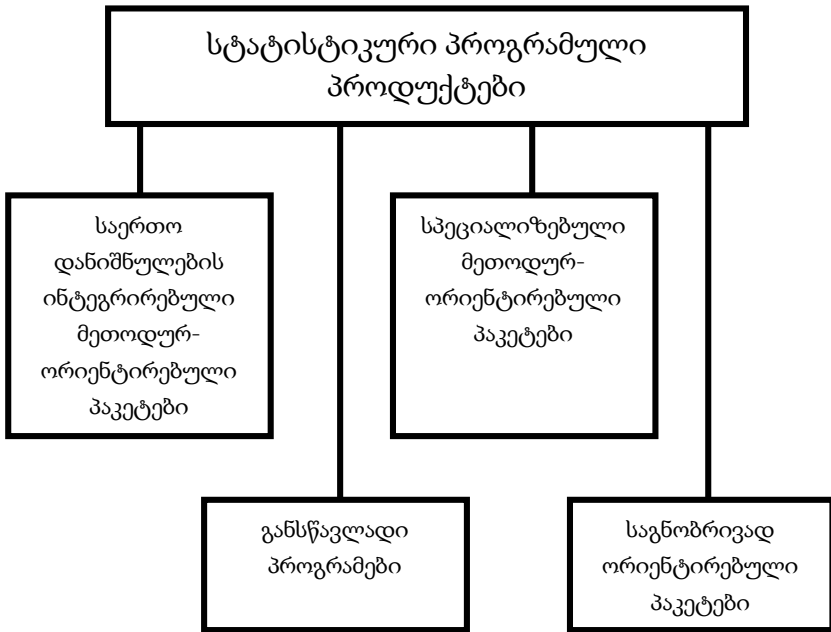 სტატისტიკური პროგრამული
პროდუქტები
საერთო
დანიშნულების
ინტეგრირებული
მეთოდურ-
ორიენტირებული
პაკეტები
სპეციალიზებული
მეთოდურ-
ორიენტირებული
პაკეტები
განსწავლადი
პროგრამები
საგნობრივად
ორიენტირებული
პაკეტები